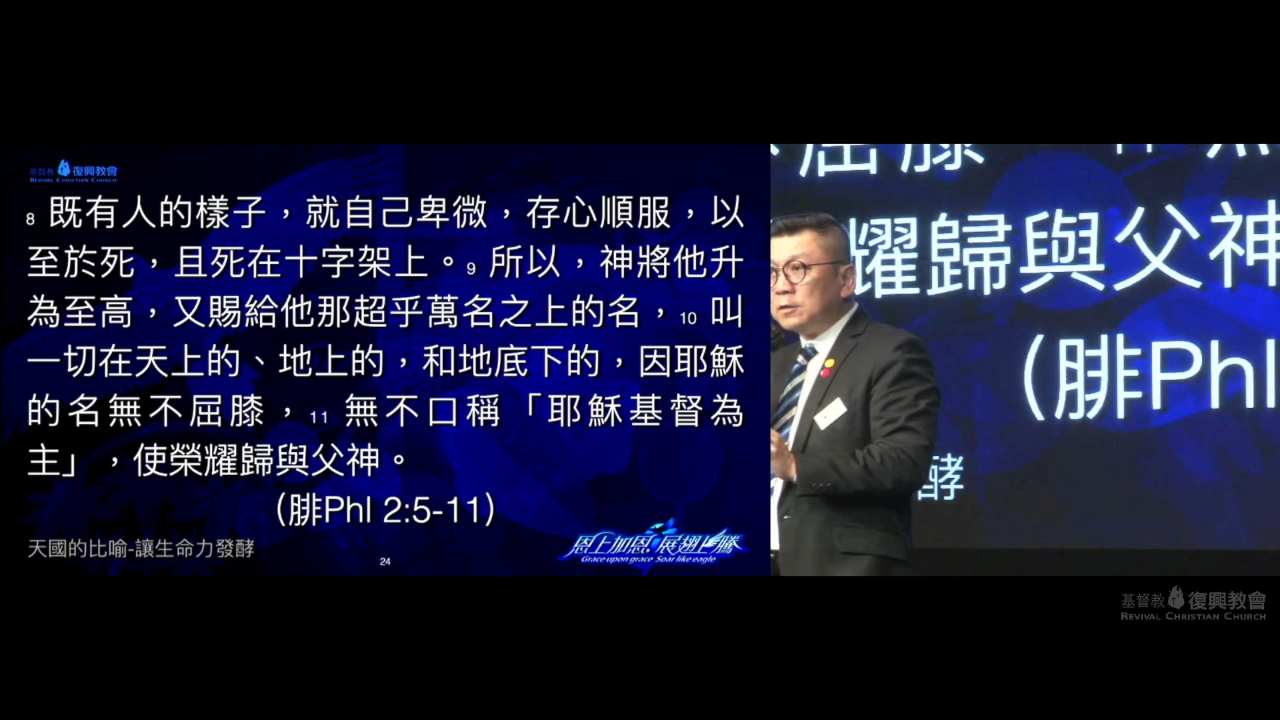 基督教 復興教會
REVIVAL CHRISTIAN CHURCH
8 既有人的樣子，就自己卑微，存心順服，以
至於死，且死在十字架上。9 所以，神將他升
為至高，又賜給他那超乎萬名之上的名，10 叫
一切在天上的、地上的，和地底下的，因耶穌
的名無不屈膝，11 無不口稱「耶穌基督為
主」，使榮耀歸與父神。
（腓Phl 2:5-11）
天國的比喻-讓生命力發酵
24
恩上加恩 展翅上騰
Grace upon grace Soar like eagle
屈膝
耀歸與父神
（腓Phl
酵
基督教 復興教會
REVIVAL CHRISTIAN CHURCH